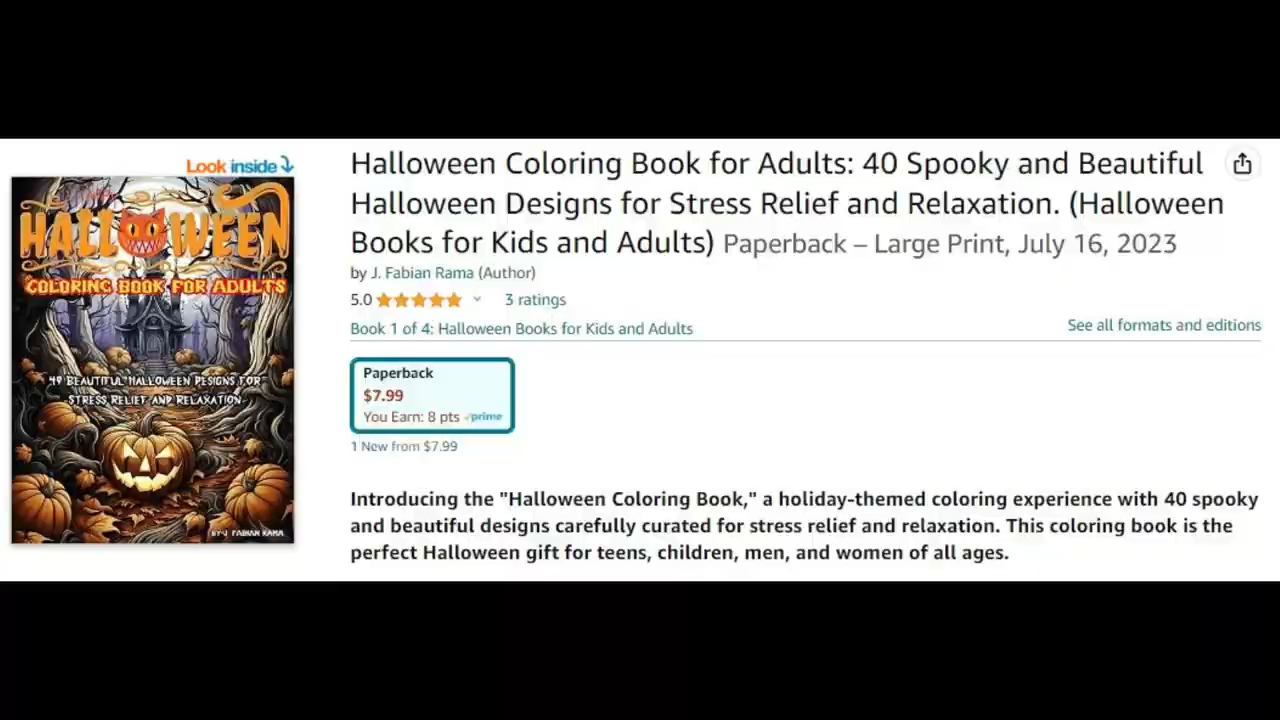 Look inside
HALLOWEEN
COLORING BOOK FOR ADULTS
40 BEAUTIFUL HALLOWEEN DESIGNS FOR
STRESS RELIEF AND RELAXATION
BY J. FABIAN RAMA
Halloween Coloring Book for Adults: 40 Spooky and Beautiful
Halloween Designs for Stress Relief and Relaxation. (Halloween
Books for Kids and Adults) Paperback – Large Print, July 16, 2023
by J. Fabian Rama (Author)
5.0 3 ratings
Book 1 of 4: Halloween Books for Kids and Adults
See all formats and editions
Paperback
$7.99
You Earn: 8 pts prime
1 New from $7.99
Introducing the "Halloween Coloring Book," a holiday-themed coloring experience with 40 spooky
and beautiful designs carefully curated for stress relief and relaxation. This coloring book is the
perfect Halloween gift for teens, children, men, and women of all ages.